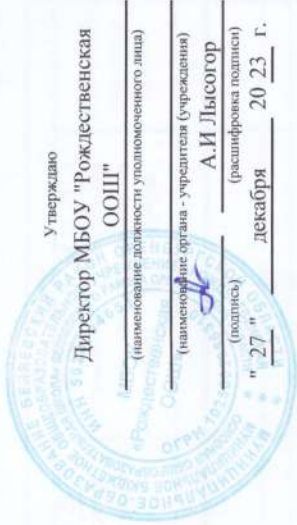 Утверждаю
Директор МБОУ "Рождественская
ООШ"
(наименование должности уполномоченного лица)
(наименование органа - учредителя (учреждения)
А.И Лысогор
(подпись) (расшифровка подписи)
" 27 " декабря 20 23 г.